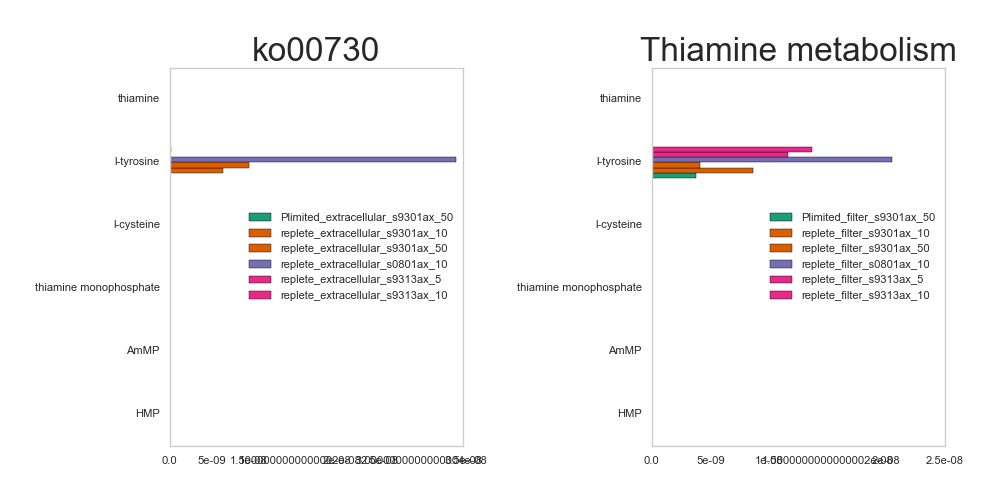 ko00730
thiamine
l-tyrosine
l-cysteine
thiamine monophosphate
AmMP
HMP
Plimited_extracellular_s9301ax_50
replete_extracellular_s9301ax_10
replete_extracellular_s9301ax_50
replete_extracellular_s0801ax_10
replete_extracellular_s9313ax_5
replete_extracellular_s9313ax_10
0.0 5e-09
Thiamine metabolism
thiamine
l-tyrosine
l-cysteine
thiamine monophosphate
AmMP
HMP
Plimited_filter_s9301ax_50
replete_filter_s9301ax_10
replete_filter_s9301ax_50
replete_filter_s0801ax_10
replete_filter_s9313ax_5
replete_filter_s9313ax_10
0.0 5e-09 2.5e-08